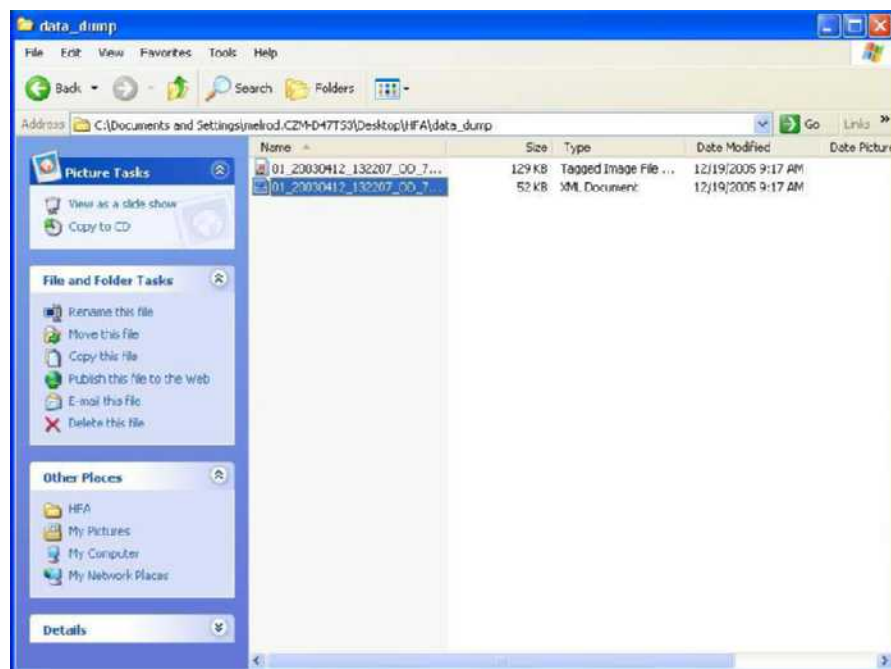 data_dump
File Edit View Favorites Tools Help
Back Search Folders
Address C:\Documents and Settings\melrod.CZM-D47T53\Desktop\HFA\data_dump Go Links »
Name Size Type Date Modified Date Picture
01_20030412_132207_OD_7... 129 KB Tagged Image File ... 12/19/2005 9:17 AM
01_20030412_132207_OD_7... 52 KB XML Document 12/19/2005 9:17 AM
Picture Tasks
View as a slide show
Copy to CD
File and Folder Tasks
Rename this file
Move this file
Copy this file
Publish this file to the Web
E-mail this file
Delete this file
Other Places
HFA
My Pictures
My Computer
My Network Places
Details